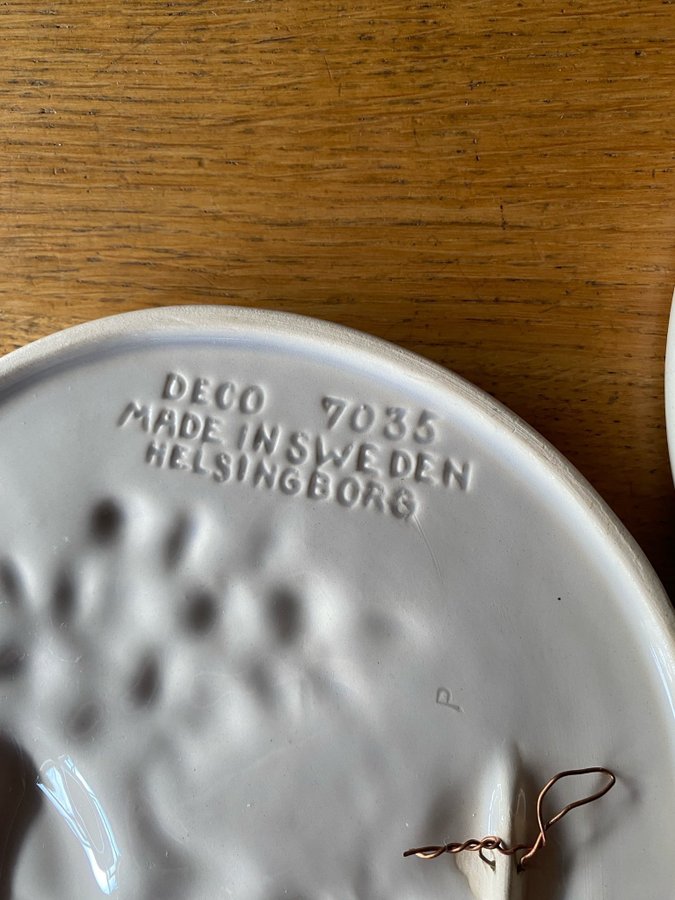 DECO 7035
MADE IN SWEDEN
HELSINGBORG
P